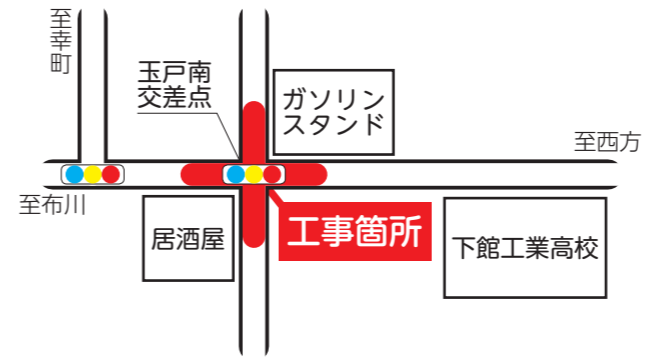 至幸町
玉戸南
交差点
ガソリン
スタンド
至西方
至布川
居酒屋
工事箇所
下館工業高校